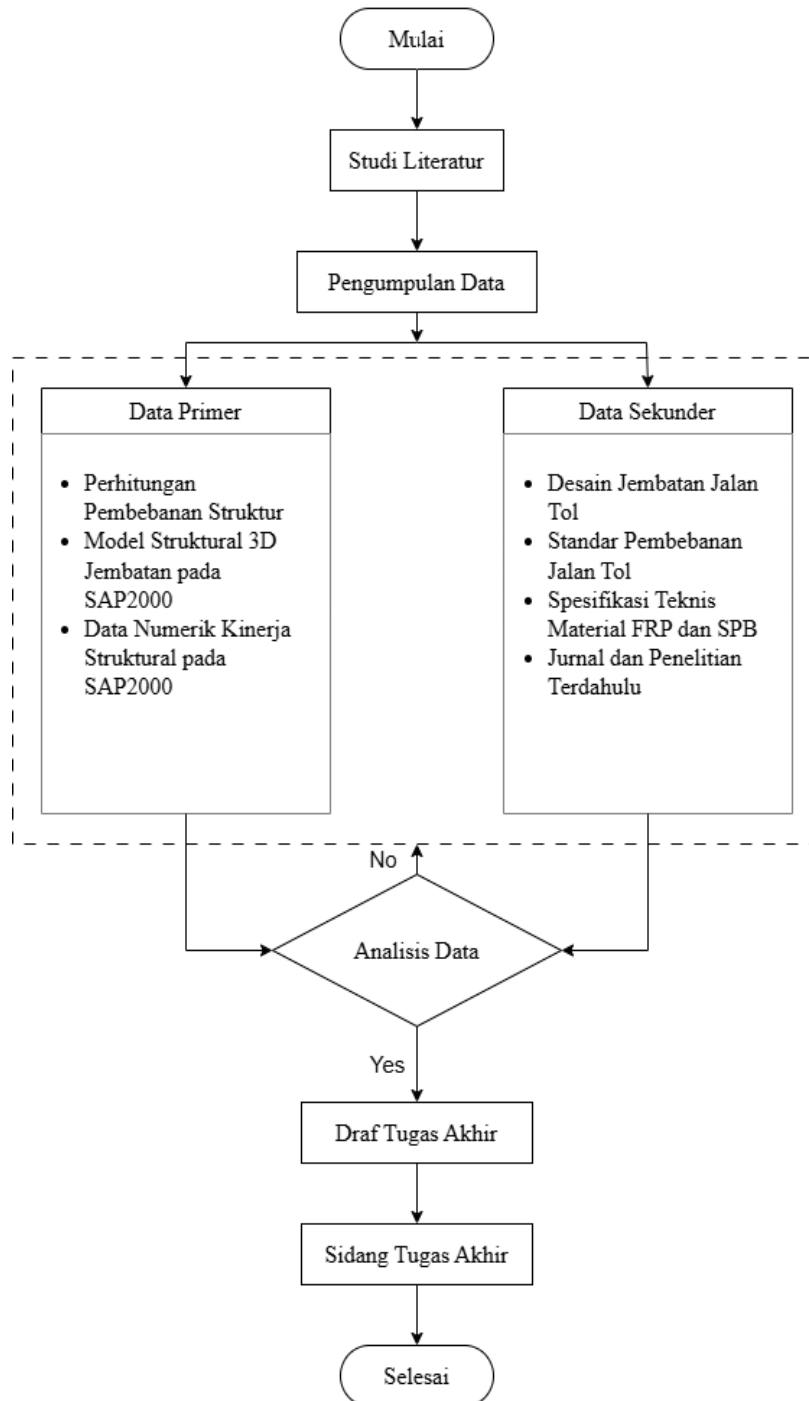 Mulai
Studi Literatur
Pengumpulan Data
Data Primer
• Perhitungan
Pembebanan Struktur
• Model Struktural 3D
Jembatan pada
SAP2000
• Data Numerik Kinerja
Struktural pada
SAP2000
Data Sekunder
• Desain Jembatan Jalan
Tol
• Standar Pembebanan
Jalan Tol
• Spesifikasi Teknis
Material FRP dan SPB
• Jurnal dan Penelitian
Terdahulu
No
Analisis Data
Yes
Draf Tugas Akhir
Sidang Tugas Akhir
Selesai